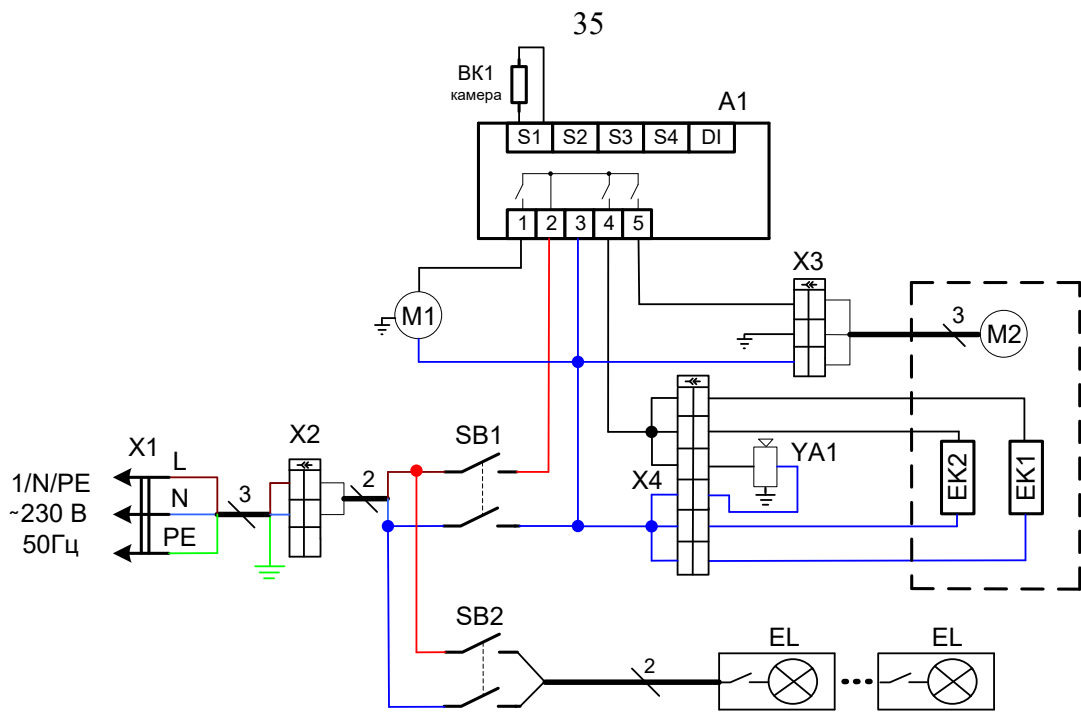 35
BK1
камера
A1
S1 S2 S3 S4 DI
1 2 3 4 5
X3
M1
3
M2
X1
L
X2
SB1
2
X4
YA1
EK2
EK1
1/N/PE
~230 В
50Гц
N
3
PE
SB2
2
EL
EL